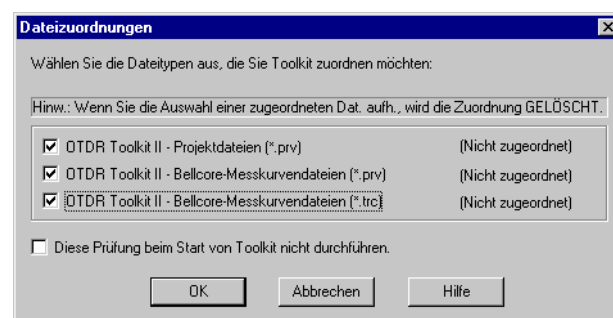 Dateizuordnungen
Wählen Sie die Dateitypen aus, die Sie Toolkit zuordnen möchten:
Hinw.: Wenn Sie die Auswahl einer zugeordneten Dat. aufh., wird die Zuordnung GELÖSCHT.
OTDR Toolkit II - Projektdateien (*.prv) (Nicht zugeordnet)
OTDR Toolkit II - Bellcore-Messkurvendateien (*.prv) (Nicht zugeordnet)
OTDR Toolkit II - Bellcore-Messkurvendateien (*.trc) (Nicht zugeordnet)
Diese Prüfung beim Start von Toolkit nicht durchführen.
OK Abbrechen Hilfe